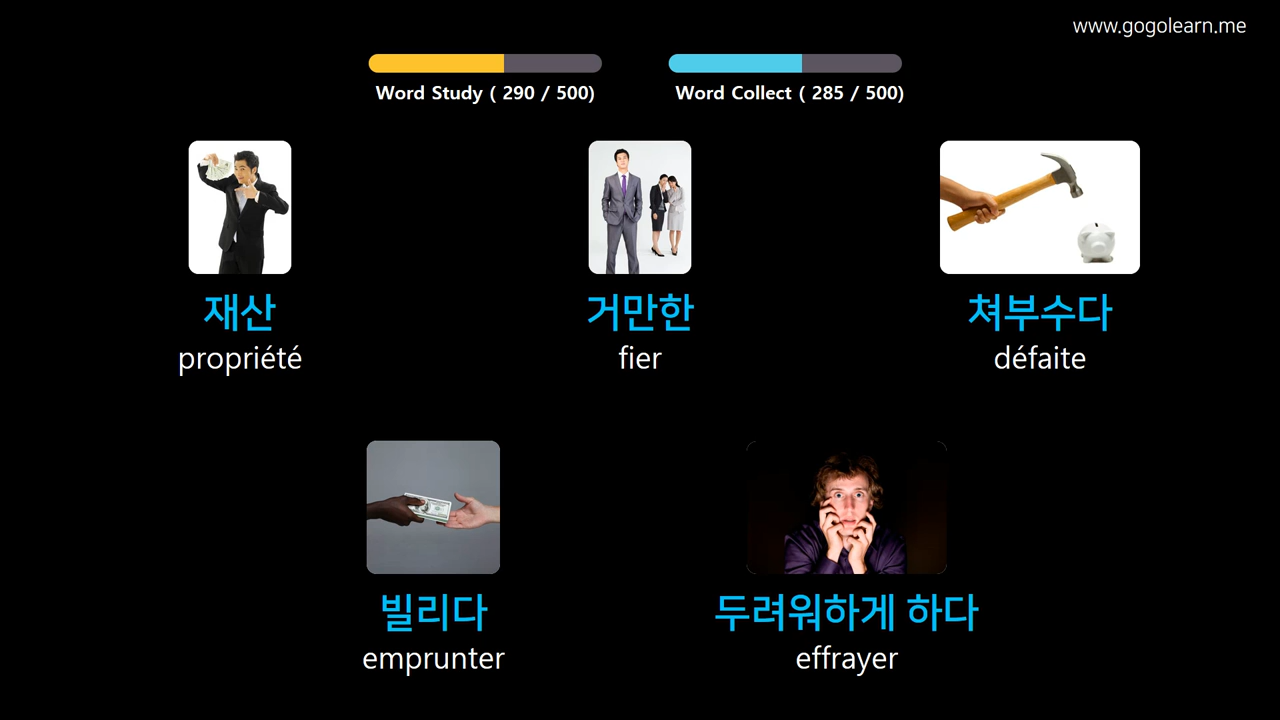 www.gogolearn.me
Word Study ( 290 / 500)
Word Collect ( 285 / 500)
재산
propriété
거만한
fier
쳐부수다
défaite
빌리다
emprunter
두려워하게 하다
effrayer